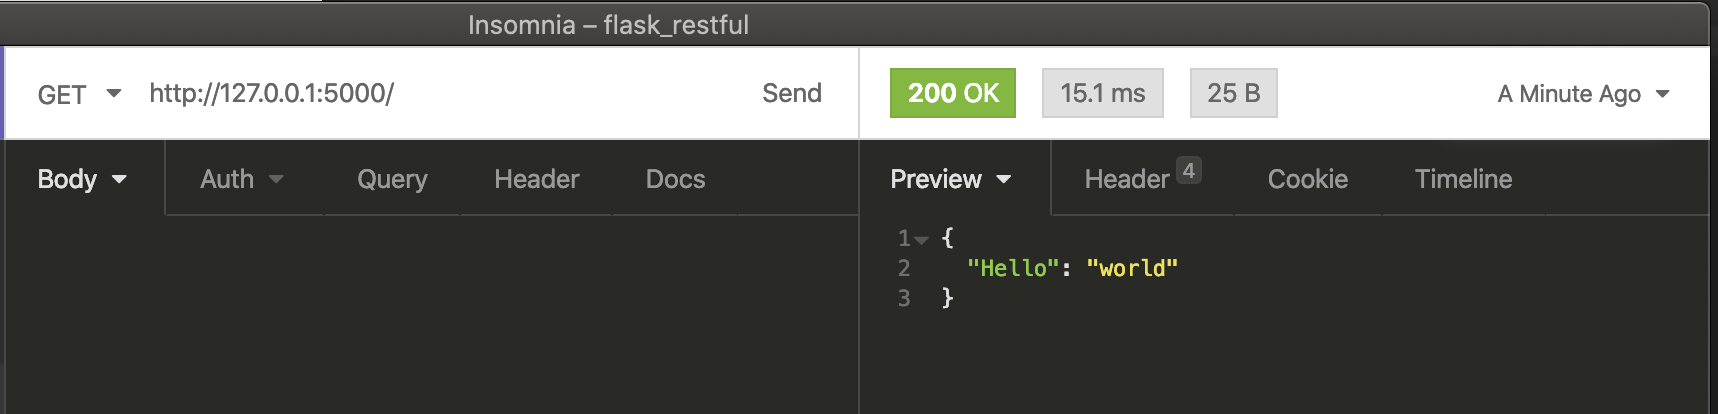 Insomnia – flask_restful
GET http://127.0.0.1:5000/ Send
200 OK 15.1 ms 25 B A Minute Ago
Body Auth Query Header Docs
Preview Header 4 Cookie Timeline
1 {
2 "Hello": "world"
3 }